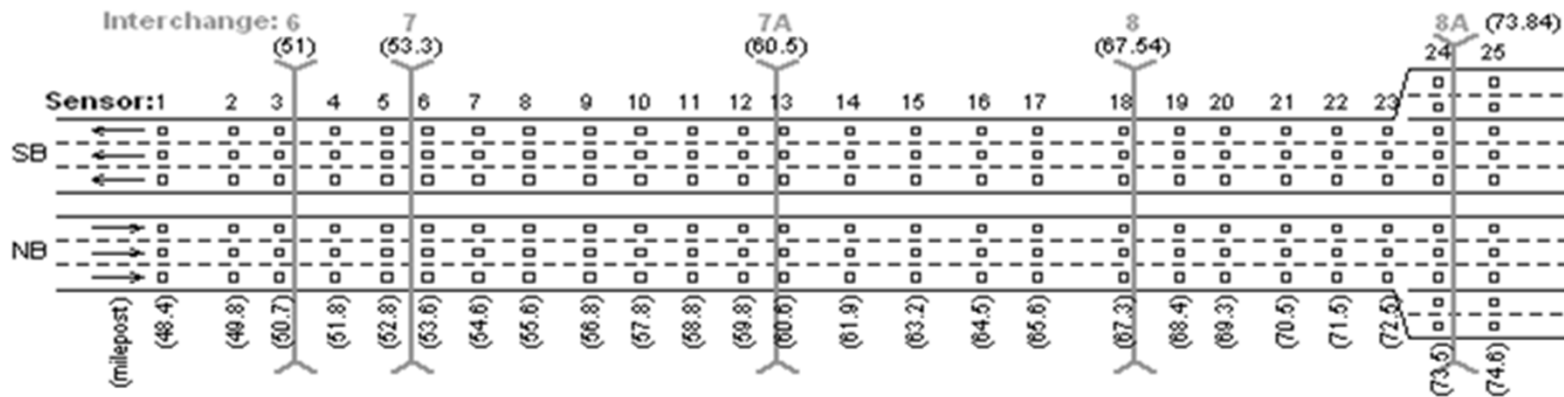 Interchange: 6 7 7A 8 8A (73.84)
(51) (53.3) (60.5) (67.54)
24 25
Sensor:1 2 3 4 5 6 7 8 9 10 11 12 13 14 15 16 17 18 19 20 21 22 23
SB
NB
(milepost) (48.4) (49.8) (50.7) (51.8) (52.8) (53.6) (54.6) (55.6) (56.8) (57.8) (58.8) (59.8) (60.6) (61.9) (63.2) (64.5) (65.6) (67.3) (68.4) (69.3) (70.5) (71.5) (72.5) (73.5) (74.6)